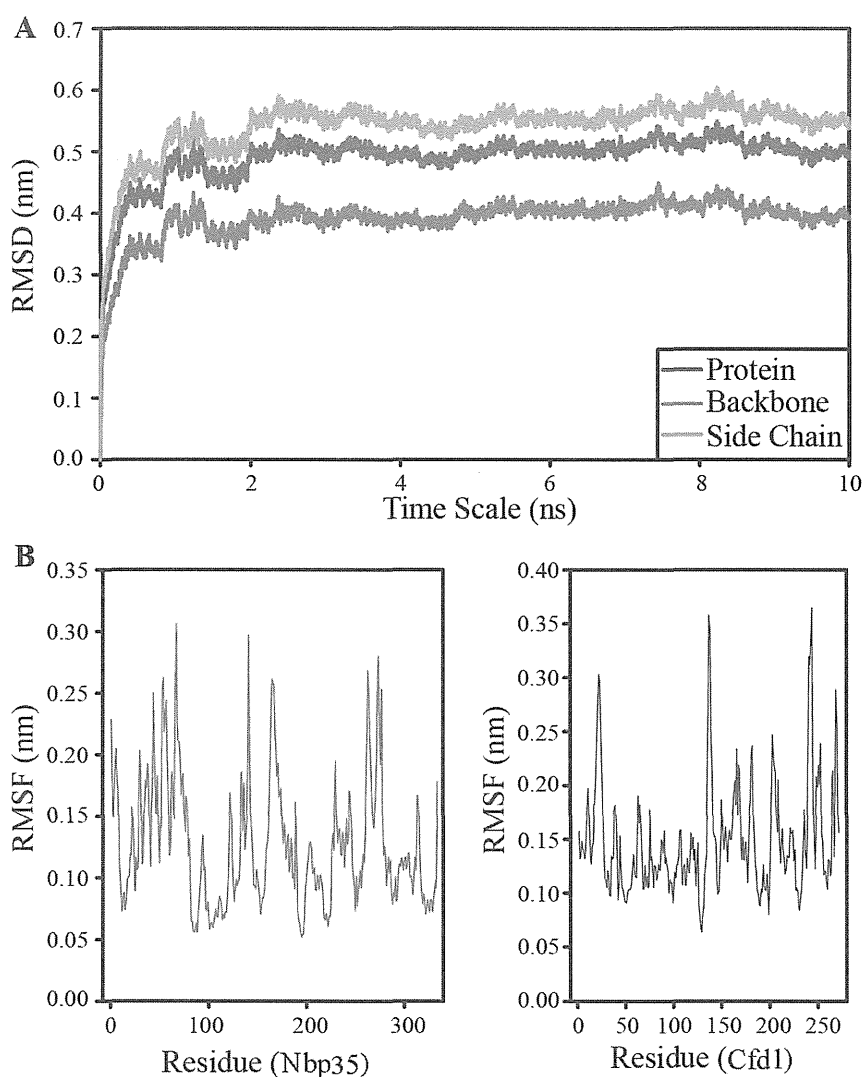 A
0.7
0.6
0.5
0.4
0.3
0.2
0.1
0.0
RMSD (nm)
Protein
Backbone
Side Chain
0 2 4 6 8 10
Time Scale (ns)
B
0.35
0.30
0.25
0.20
0.15
0.10
0.05
0.00
RMSF (nm)
0 100 200 300
Residue (Nbp35)
0.40
0.35
0.30
0.25
0.20
0.15
0.10
0.05
0.00
RMSF (nm)
0 50 100 150 200 250
Residue (Cfd1)